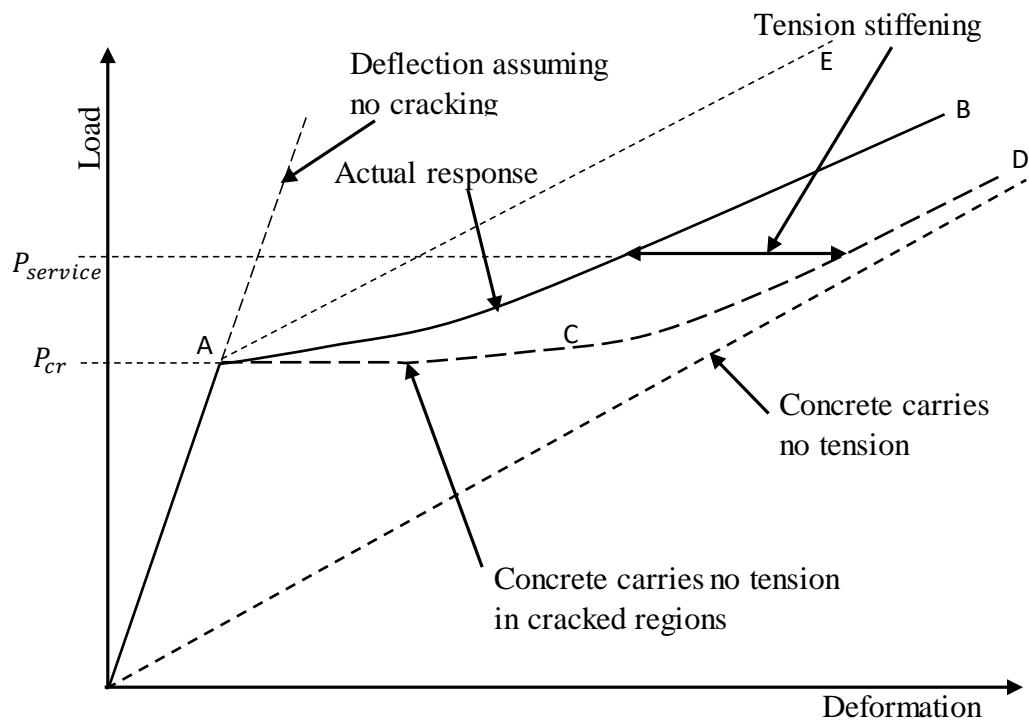 Tension stiffening
Deflection assuming
no cracking
E
B
Load
Actual response
D
P_service
A
C
P_cr
Concrete carries
no tension
Concrete carries no tension
in cracked regions
Deformation